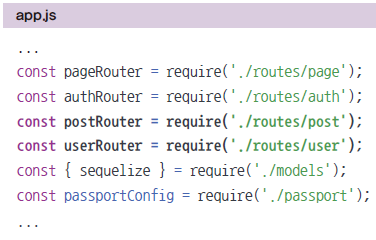 app.js
...
const pageRouter = require('./routes/page');
const authRouter = require('./routes/auth');
const postRouter = require('./routes/post');
const userRouter = require('./routes/user');
const { sequelize } = require('./models');
const passportConfig = require('./passport');
...